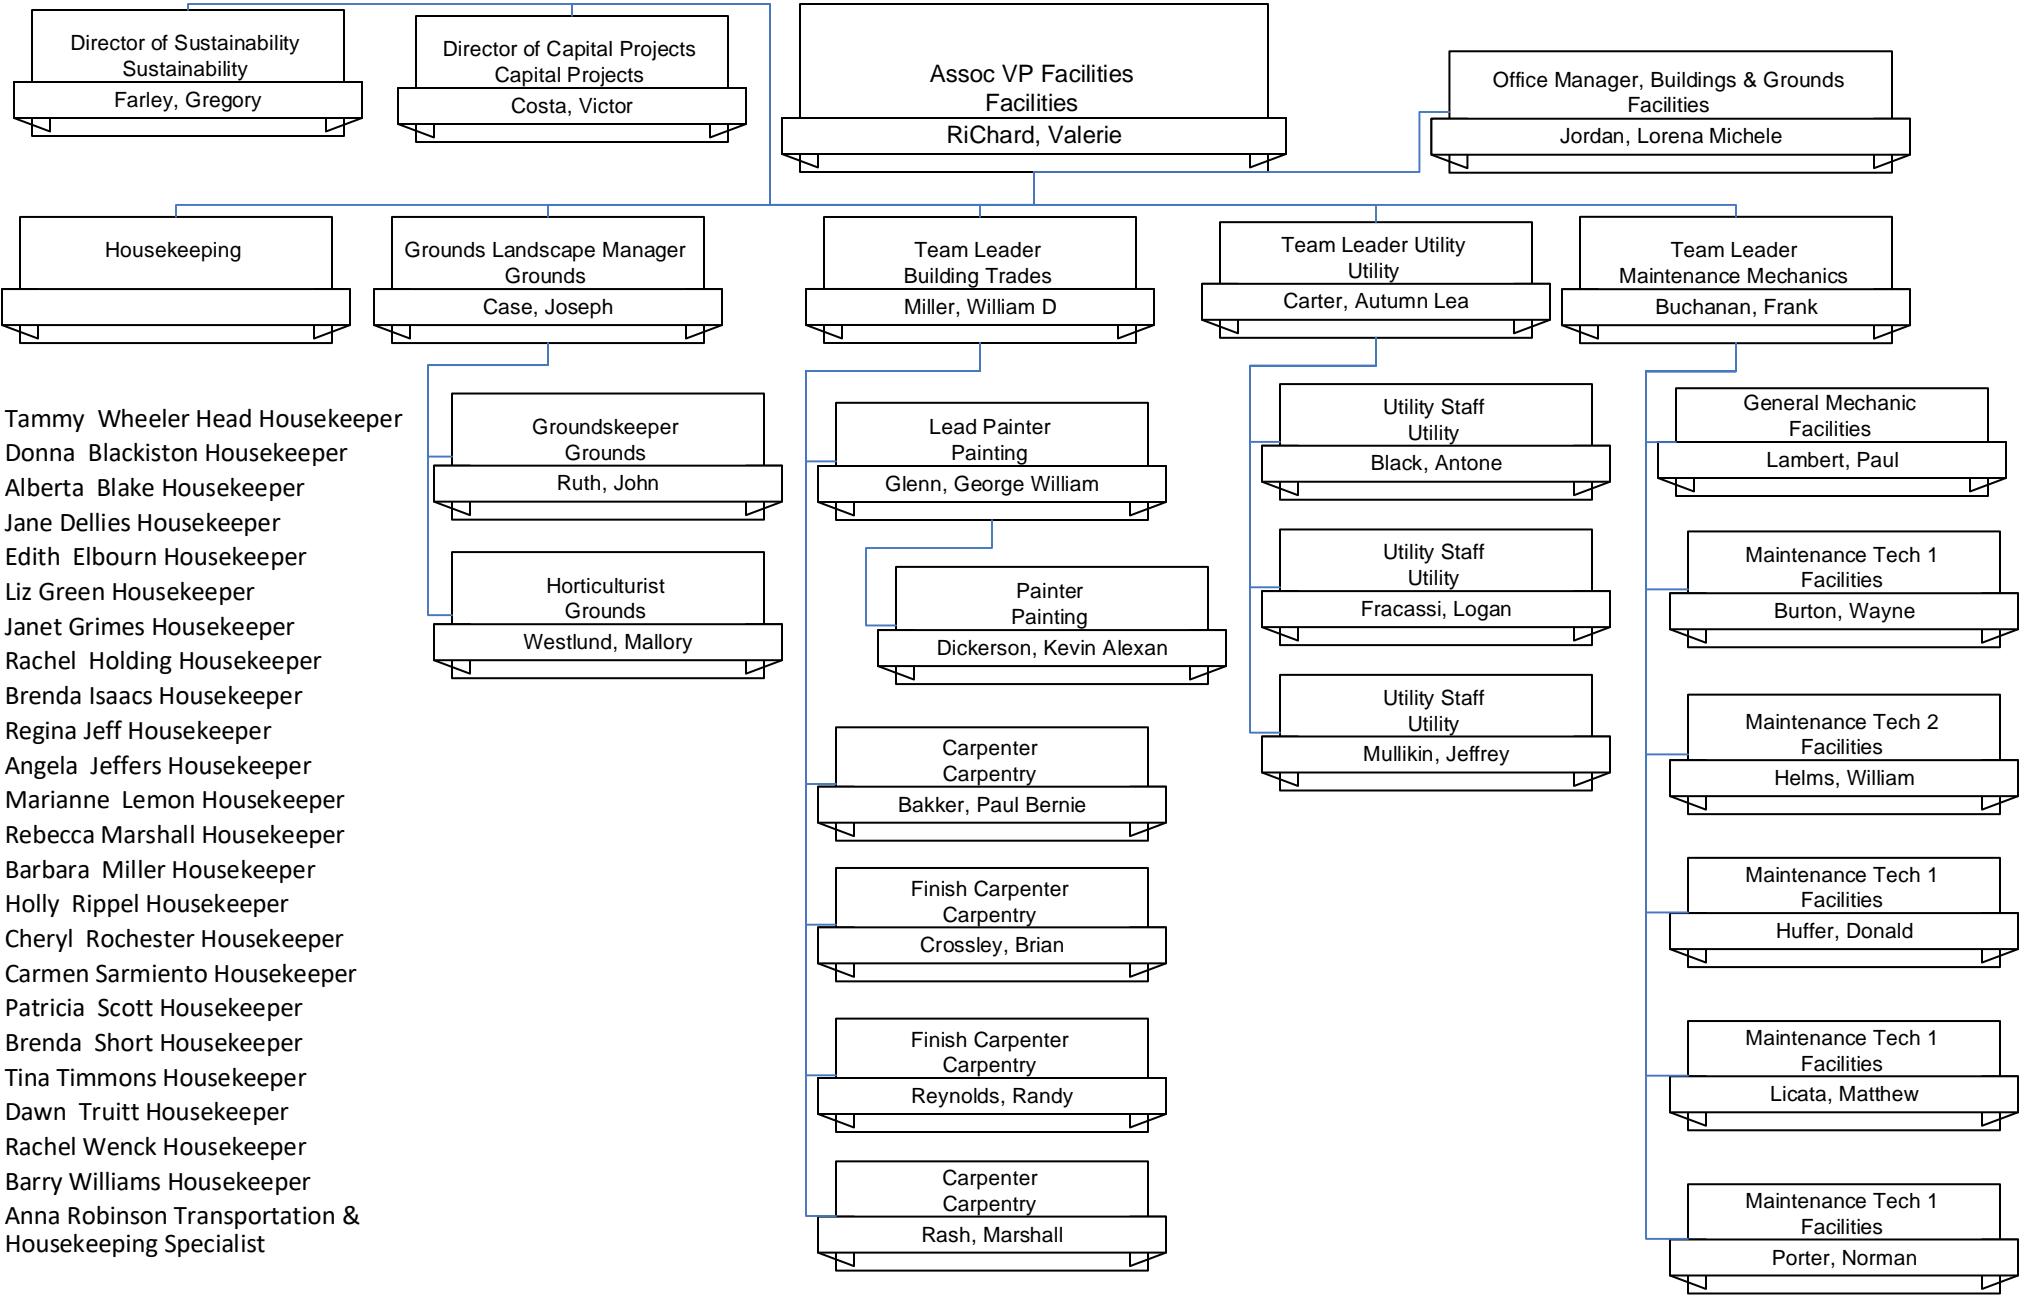 Director of Sustainability
Sustainability
Farley, Gregory
Director of Capital Projects
Capital Projects
Costa, Victor
Assoc VP Facilities
Facilities
RiChard, Valerie
Office Manager, Buildings & Grounds
Facilities
Jordan, Lorena Michele
Housekeeping
Grounds Landscape Manager
Grounds
Case, Joseph
Team Leader
Building Trades
Miller, William D
Team Leader Utility
Utility
Carter, Autumn Lea
Team Leader
Maintenance Mechanics
Buchanan, Frank
Tammy  Wheeler Head Housekeeper
Donna  Blackiston Housekeeper
Alberta  Blake Housekeeper
Jane Dellies Housekeeper
Edith  Elbourn Housekeeper
Liz Green Housekeeper
Janet Grimes Housekeeper
Rachel  Holding Housekeeper
Brenda Isaacs Housekeeper
Regina Jeff Housekeeper
Angela  Jeffers Housekeeper
Marianne  Lemon Housekeeper
Rebecca Marshall Housekeeper
Barbara  Miller Housekeeper
Holly  Rippel Housekeeper
Cheryl  Rochester Housekeeper
Carmen Sarmiento Housekeeper
Patricia  Scott Housekeeper
Brenda  Short Housekeeper
Tina Timmons Housekeeper
Dawn  Truitt Housekeeper
Rachel Wenck Housekeeper
Barry Williams Housekeeper
Anna Robinson Transportation &
Housekeeping Specialist
Groundskeeper
Grounds
Ruth, John
Horticulturist
Grounds
Westlund, Mallory
Lead Painter
Painting
Glenn, George William
Painter
Painting
Dickerson, Kevin Alexan
Carpenter
Carpentry
Bakker, Paul Bernie
Finish Carpenter
Carpentry
Crossley, Brian
Finish Carpenter
Carpentry
Reynolds, Randy
Carpenter
Carpentry
Rash, Marshall
Utility Staff
Utility
Black, Antone
Utility Staff
Utility
Fracassi, Logan
Utility Staff
Utility
Mullikin, Jeffrey
General Mechanic
Facilities
Lambert, Paul
Maintenance Tech 1
Facilities
Burton, Wayne
Maintenance Tech 2
Facilities
Helms, William
Maintenance Tech 1
Facilities
Huffer, Donald
Maintenance Tech 1
Facilities
Licata, Matthew
Maintenance Tech 1
Facilities
Porter, Norman